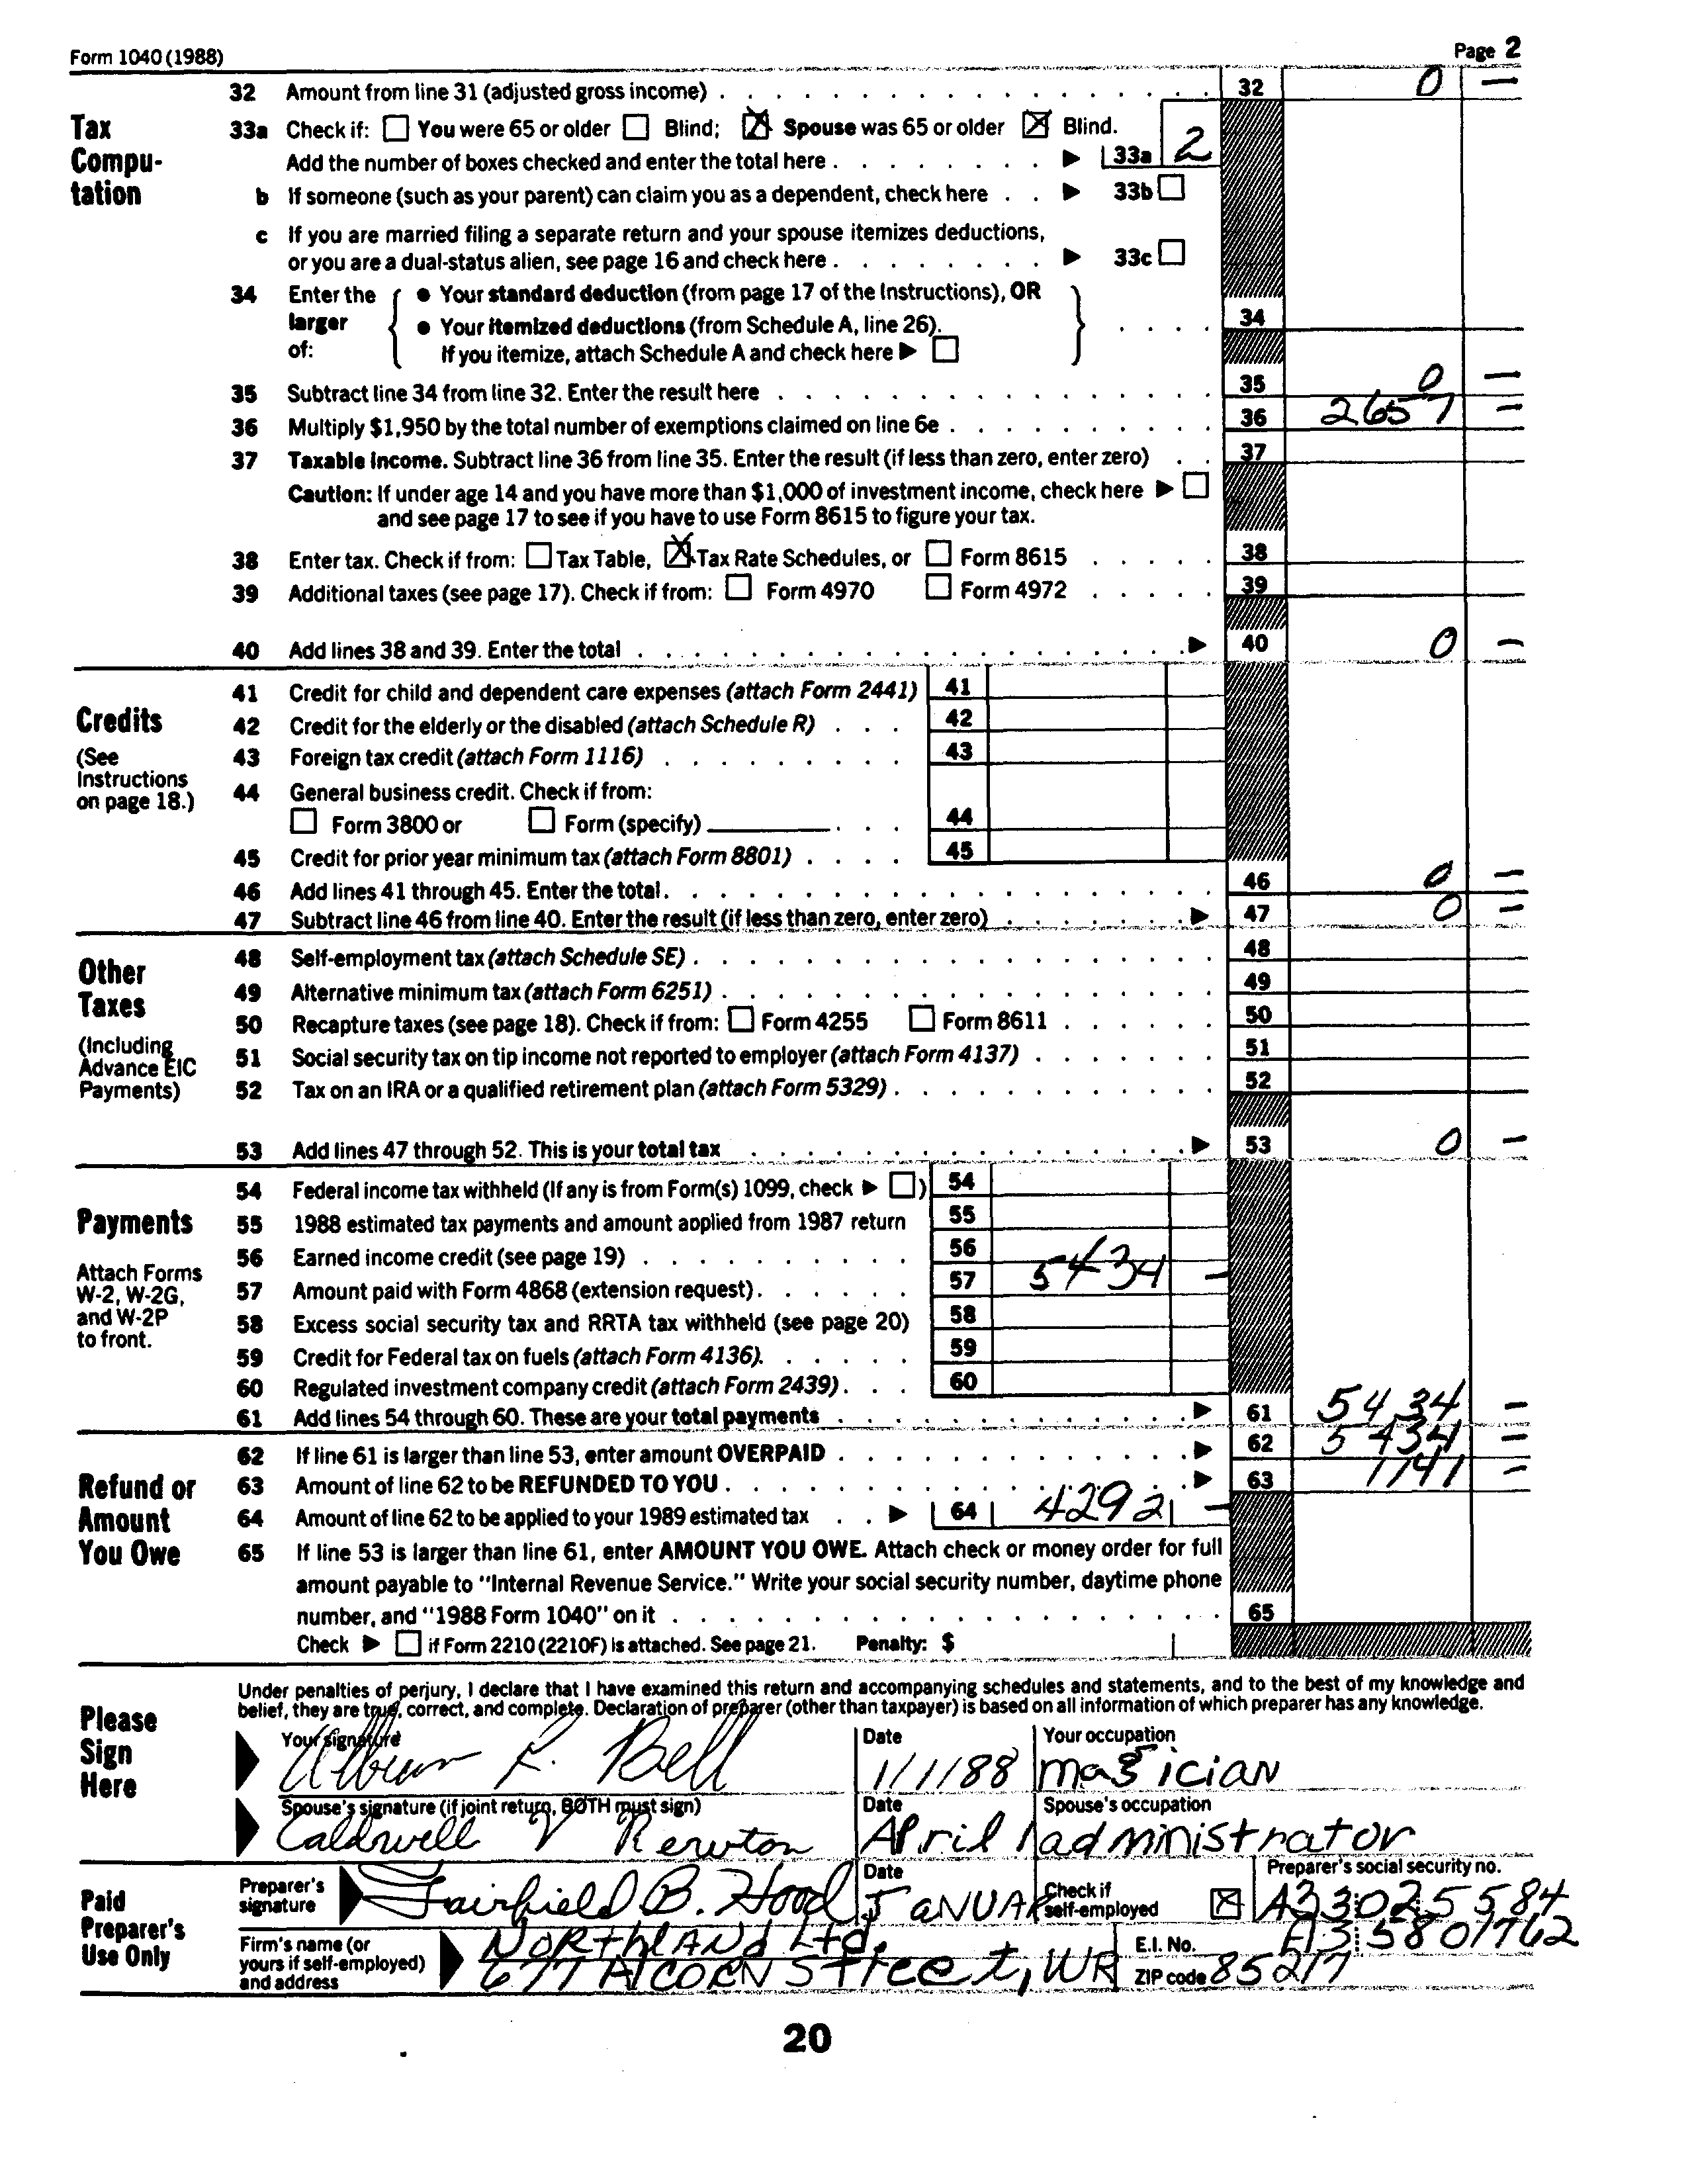 Form 1040 (1988) Page 2
32 Amount from line 31 (adjusted gross income) 32 0 —
Tax Compu- tation
33a Check if: You were 65 or older Blind; Spouse was 65 or older Blind.
Add the number of boxes checked and enter the total here 33a 2
b If someone (such as your parent) can claim you as a dependent, check here 33b
c If you are married filing a separate return and your spouse itemizes deductions,
or you are a dual-status alien, see page 16 and check here 33c
34 Enter the larger of:
• Your standard deduction (from page 17 of the Instructions), OR
• Your itemized deductions (from Schedule A, line 26). 34
If you itemize, attach Schedule A and check here
35 Subtract line 34 from line 32. Enter the result here 35 0 —
36 Multiply $1,950 by the total number of exemptions claimed on line 6e 36 2657 —
37 Taxable income. Subtract line 36 from line 35. Enter the result (if less than zero, enter zero) 37
Caution: If under age 14 and you have more than $1,000 of investment income, check here
and see page 17 to see if you have to use Form 8615 to figure your tax.
38 Enter tax. Check if from: Tax Table, Tax Rate Schedules, or Form 8615 38
39 Additional taxes (see page 17). Check if from: Form 4970 Form 4972 39
40 Add lines 38 and 39. Enter the total 40 0 —
Credits
(See Instructions on page 18.)
41 Credit for child and dependent care expenses (attach Form 2441) 41
42 Credit for the elderly or the disabled (attach Schedule R) 42
43 Foreign tax credit (attach Form 1116) 43
44 General business credit. Check if from:
Form 3800 or Form (specify) 44
45 Credit for prior year minimum tax (attach Form 8801) 45
46 Add lines 41 through 45. Enter the total. 46 0 —
47 Subtract line 46 from line 40. Enter the result (if less than zero, enter zero) 47 0 —
Other Taxes
(Including Advance EIC Payments)
48 Self-employment tax (attach Schedule SE) 48
49 Alternative minimum tax (attach Form 6251) 49
50 Recapture taxes (see page 18). Check if from: Form 4255 Form 8611 50
51 Social security tax on tip income not reported to employer (attach Form 4137) 51
52 Tax on an IRA or a qualified retirement plan (attach Form 5329) 52
53 Add lines 47 through 52. This is your total tax 53 0 —
Payments
Attach Forms W-2, W-2G, and W-2P to front.
54 Federal income tax withheld (If any is from Form(s) 1099, check ) 54
55 1988 estimated tax payments and amount applied from 1987 return 55
56 Earned income credit (see page 19) 56
57 Amount paid with Form 4868 (extension request) 57 5434 —
58 Excess social security tax and RRTA tax withheld (see page 20) 58
59 Credit for Federal tax on fuels (attach Form 4136). 59
60 Regulated investment company credit (attach Form 2439) 60
61 Add lines 54 through 60. These are your total payments 61 5434 —
Refund or Amount You Owe
62 If line 61 is larger than line 53, enter amount OVERPAID 62 5434 —
63 Amount of line 62 to be REFUNDED TO YOU 63 1141 —
64 Amount of line 62 to be applied to your 1989 estimated tax 64 4292 —
65 If line 53 is larger than line 61, enter AMOUNT YOU OWE. Attach check or money order for full
amount payable to "Internal Revenue Service." Write your social security number, daytime phone
number, and "1988 Form 1040" on it 65
Check if Form 2210 (2210F) is attached. See page 21. Penalty: $
Please Sign Here
Under penalties of perjury, I declare that I have examined this return and accompanying schedules and statements, and to the best of my knowledge and
belief, they are true, correct, and complete. Declaration of preparer (other than taxpayer) is based on all information of which preparer has any knowledge.
Your signature Date Your occupation
L. Bell 1/1/88 magician
Spouse's signature (if joint return, BOTH must sign) Date Spouse's occupation
Caldwell V Newton April 1 administrator
Paid Preparer's Use Only
Preparer's signature Fairfield B. Hood Date JANUAR Check if self-employed Preparer's social security no. A33025584
Firm's name (or yours if self-employed) and address
Northland Ltd. E.I. No. A35801762
677 Acorn Street, WR ZIP code 85217
20